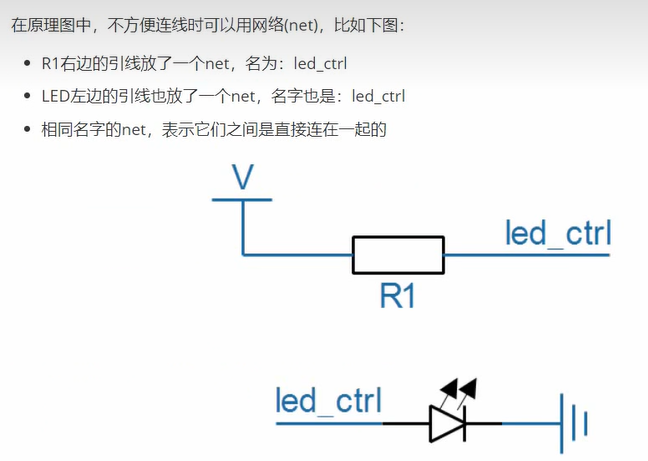 在原理图中，不方便连线时可以用网络(net)，比如下图：
R1右边的引线放了一个net，名为：led_ctrl
LED左边的引线也放了一个net，名字也是：led_ctrl
相同名字的net，表示它们之间是直接连在一起的
V
led_ctrl
R1
led_ctrl